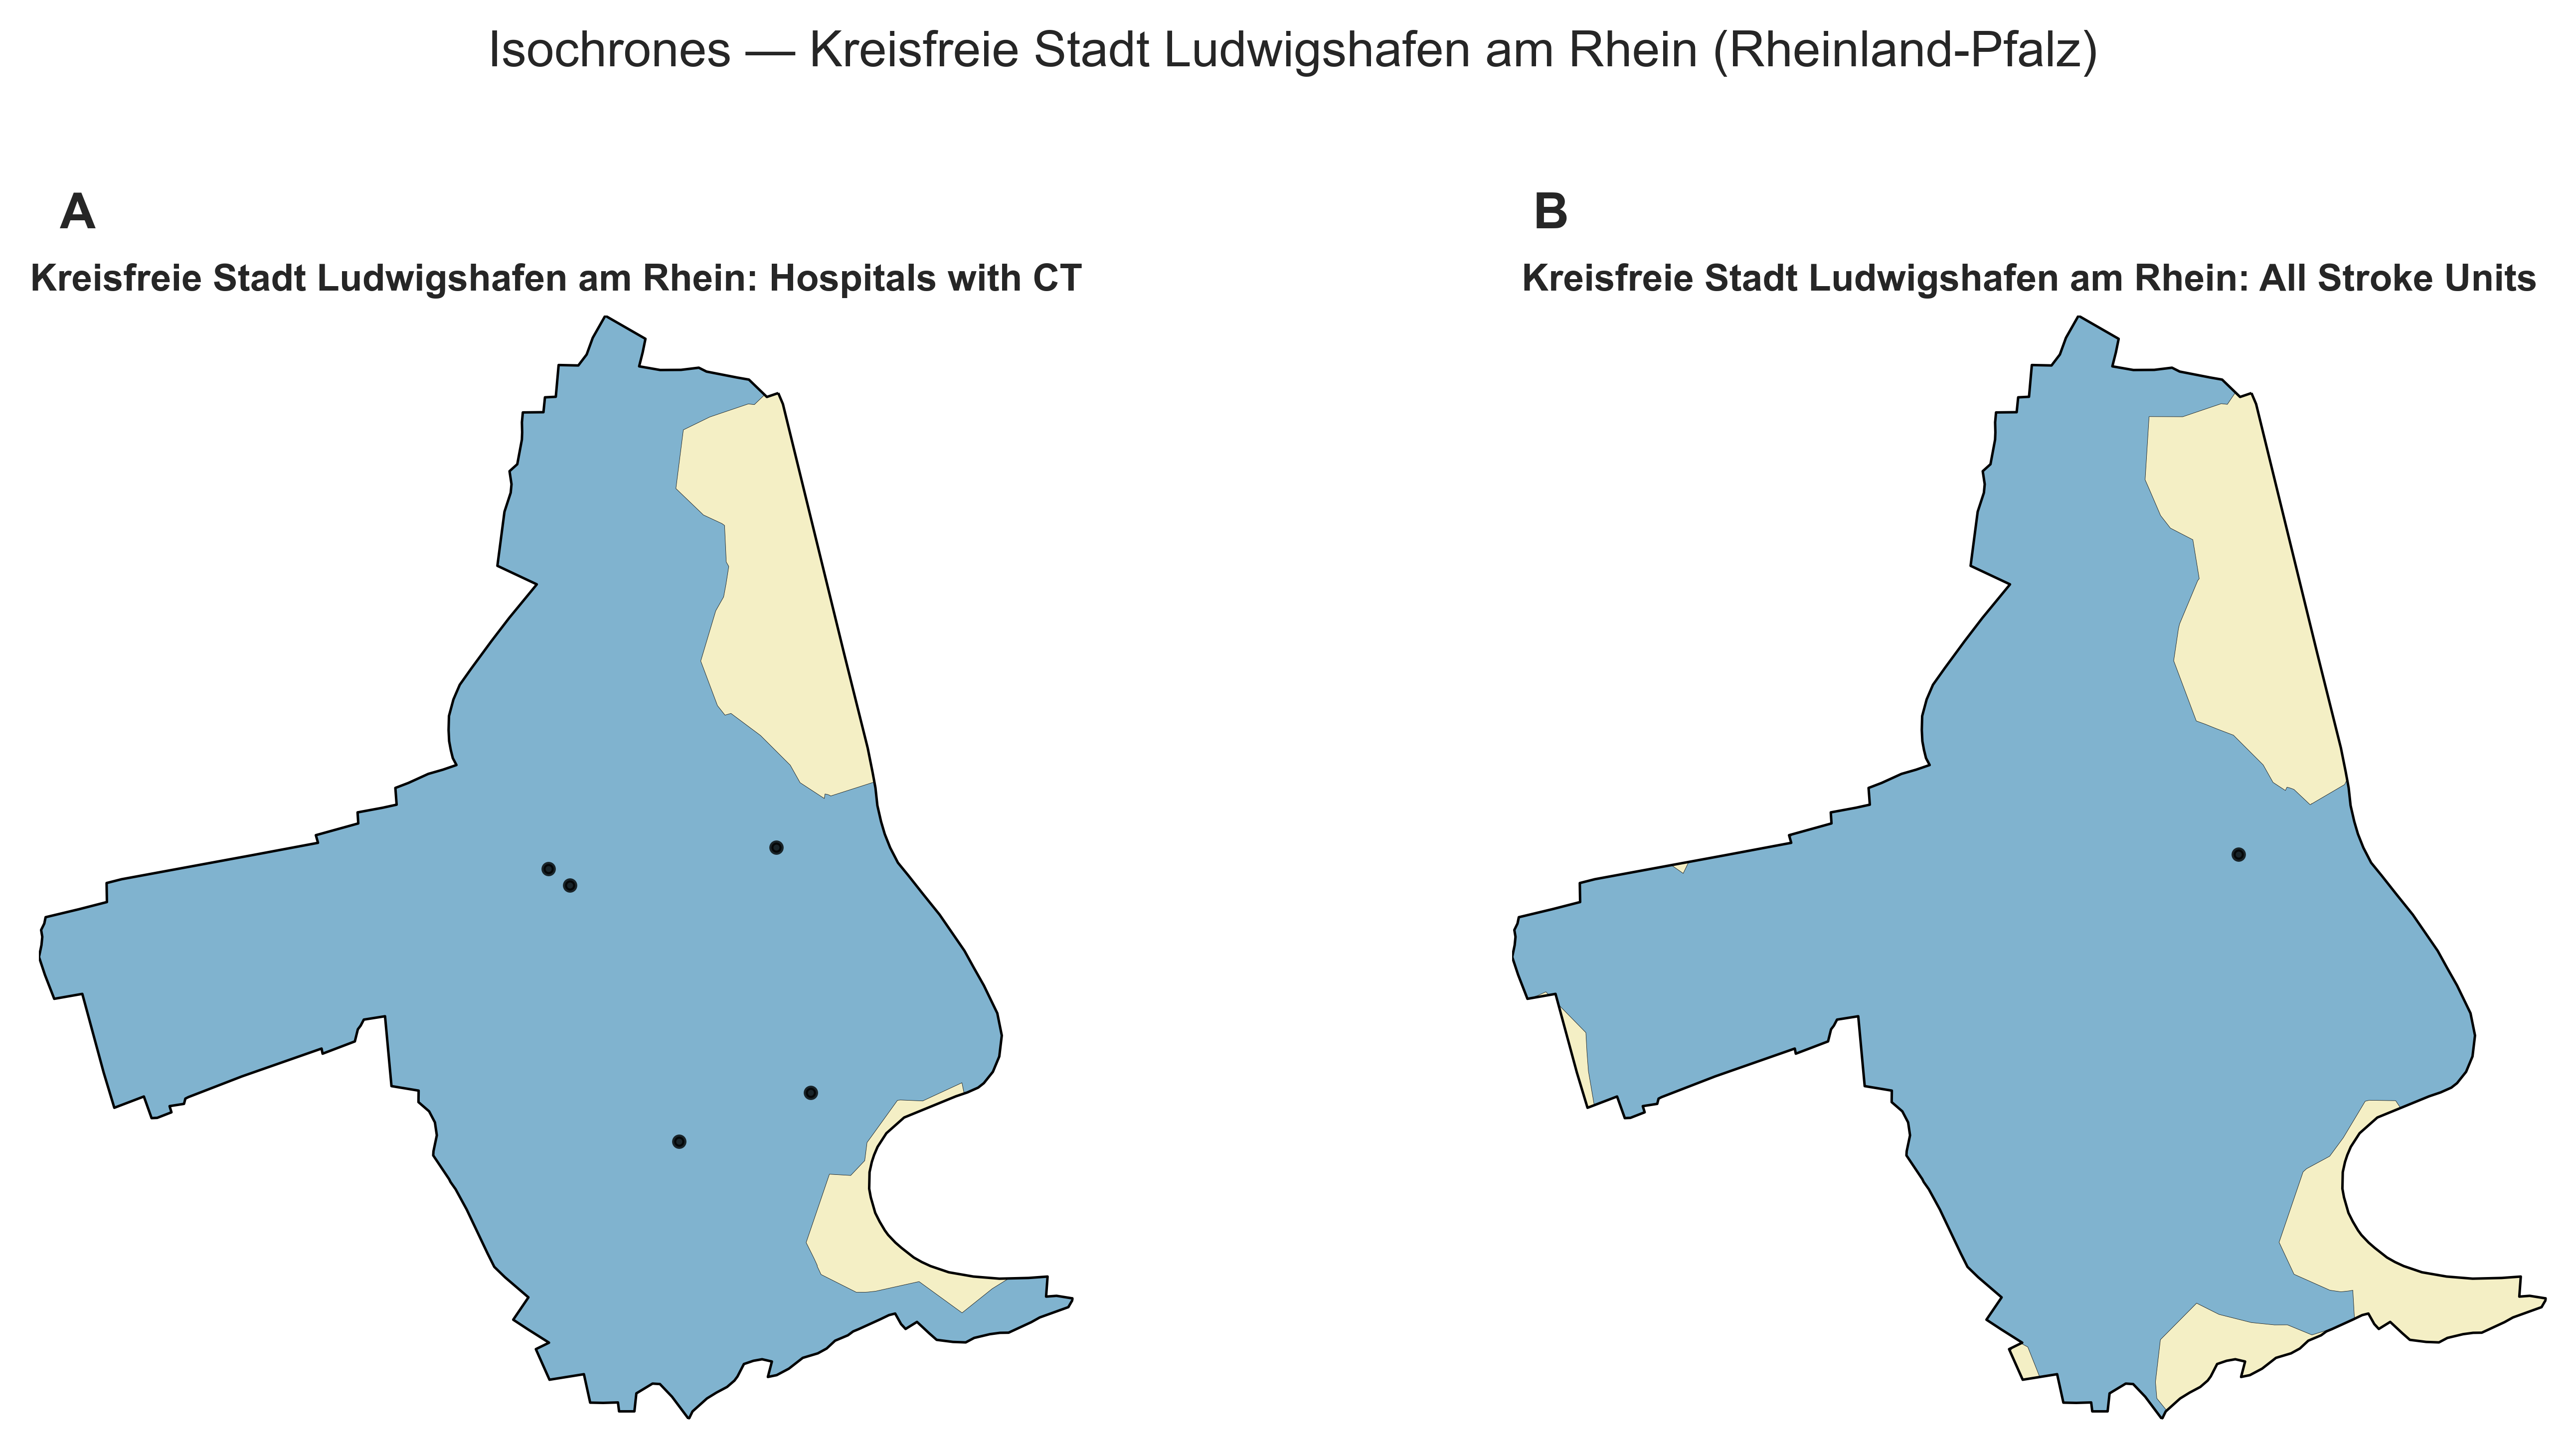 Isochrones — Kreisfreie Stadt Ludwigshafen am Rhein (Rheinland-Pfalz)
A
Kreisfreie Stadt Ludwigshafen am Rhein: Hospitals with CT
B
Kreisfreie Stadt Ludwigshafen am Rhein: All Stroke Units